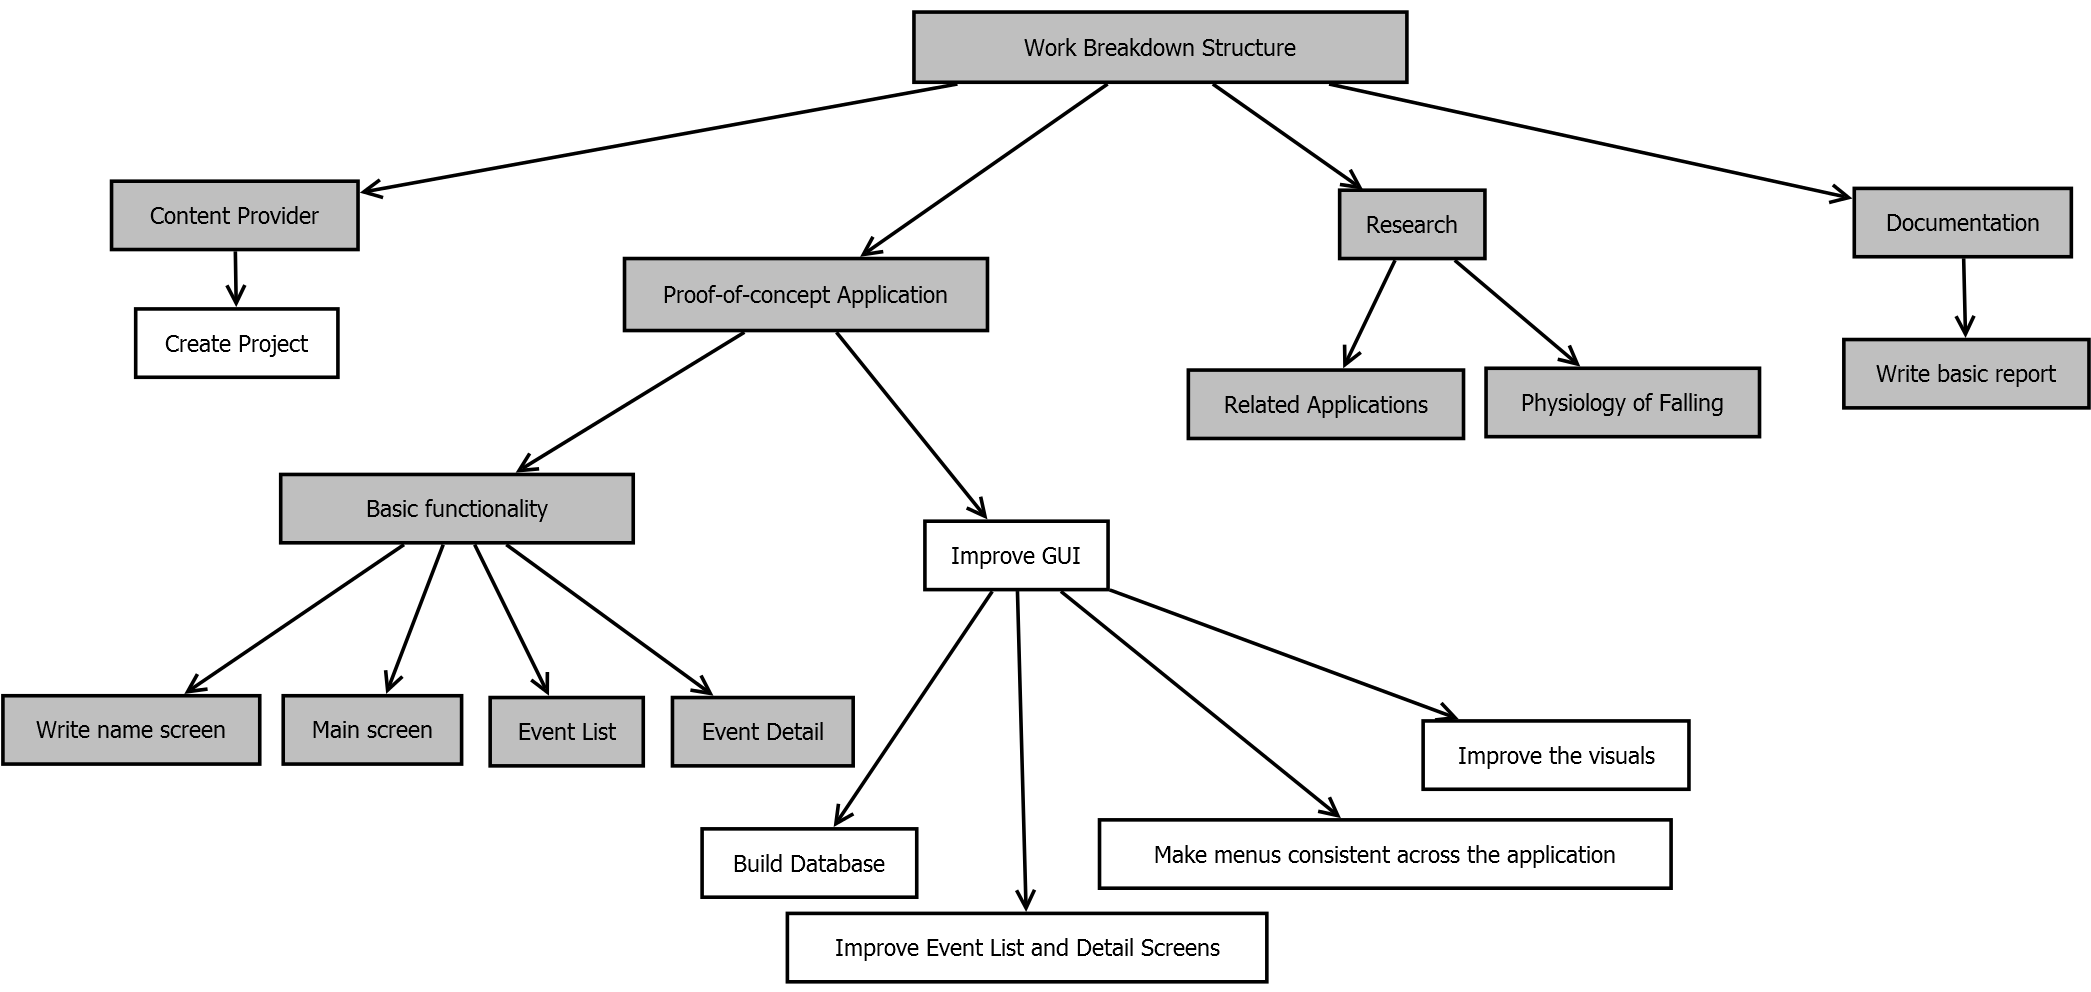 Work Breakdown Structure
Content Provider
Proof-of-concept Application
Research
Documentation
Create Project
Related Applications
Physiology of Falling
Write basic report
Basic functionality
Improve GUI
Write name screen
Main screen
Event List
Event Detail
Improve the visuals
Build Database
Make menus consistent across the application
Improve Event List and Detail Screens